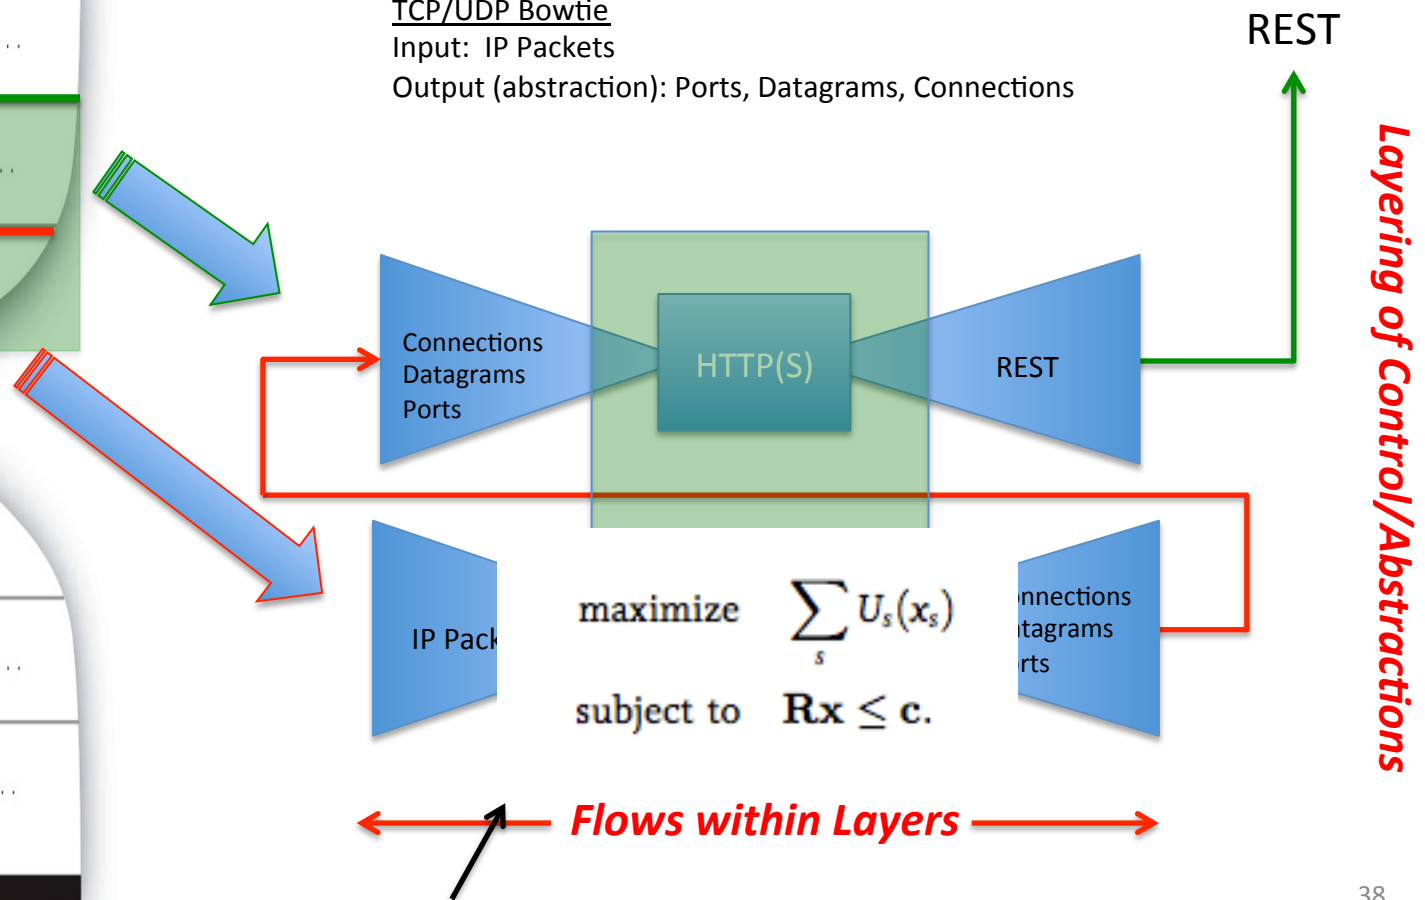 TCP/UDP Bowtie
Input: IP Packets
Output (abstraction): Ports, Datagrams, Connections
REST
Layering of Control/Abstractions
Connections
Datagrams
Ports
HTTP(S)
REST
IP Pack
maximize ∑ U_s(x_s)
s
subject to Rx ≤ c.
nnections
tagrams
rts
Flows within Layers
38